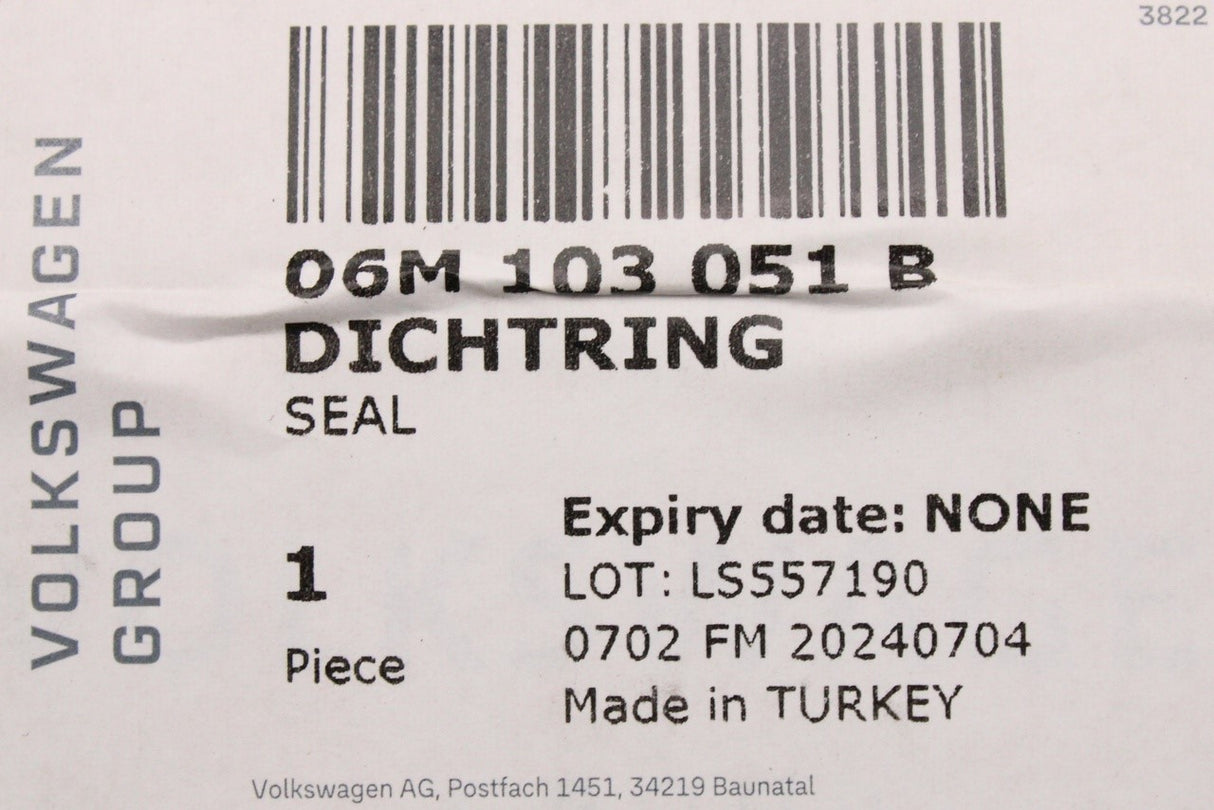 3822
VOLKSWAGEN
GROUP
06M 103 051 B
DICHTRING
SEAL
1
Piece
Expiry date: NONE
LOT: LS557190
0702 FM 20240704
Made in TURKEY
Volkswagen AG, Postfach 1451, 34219 Baunatal